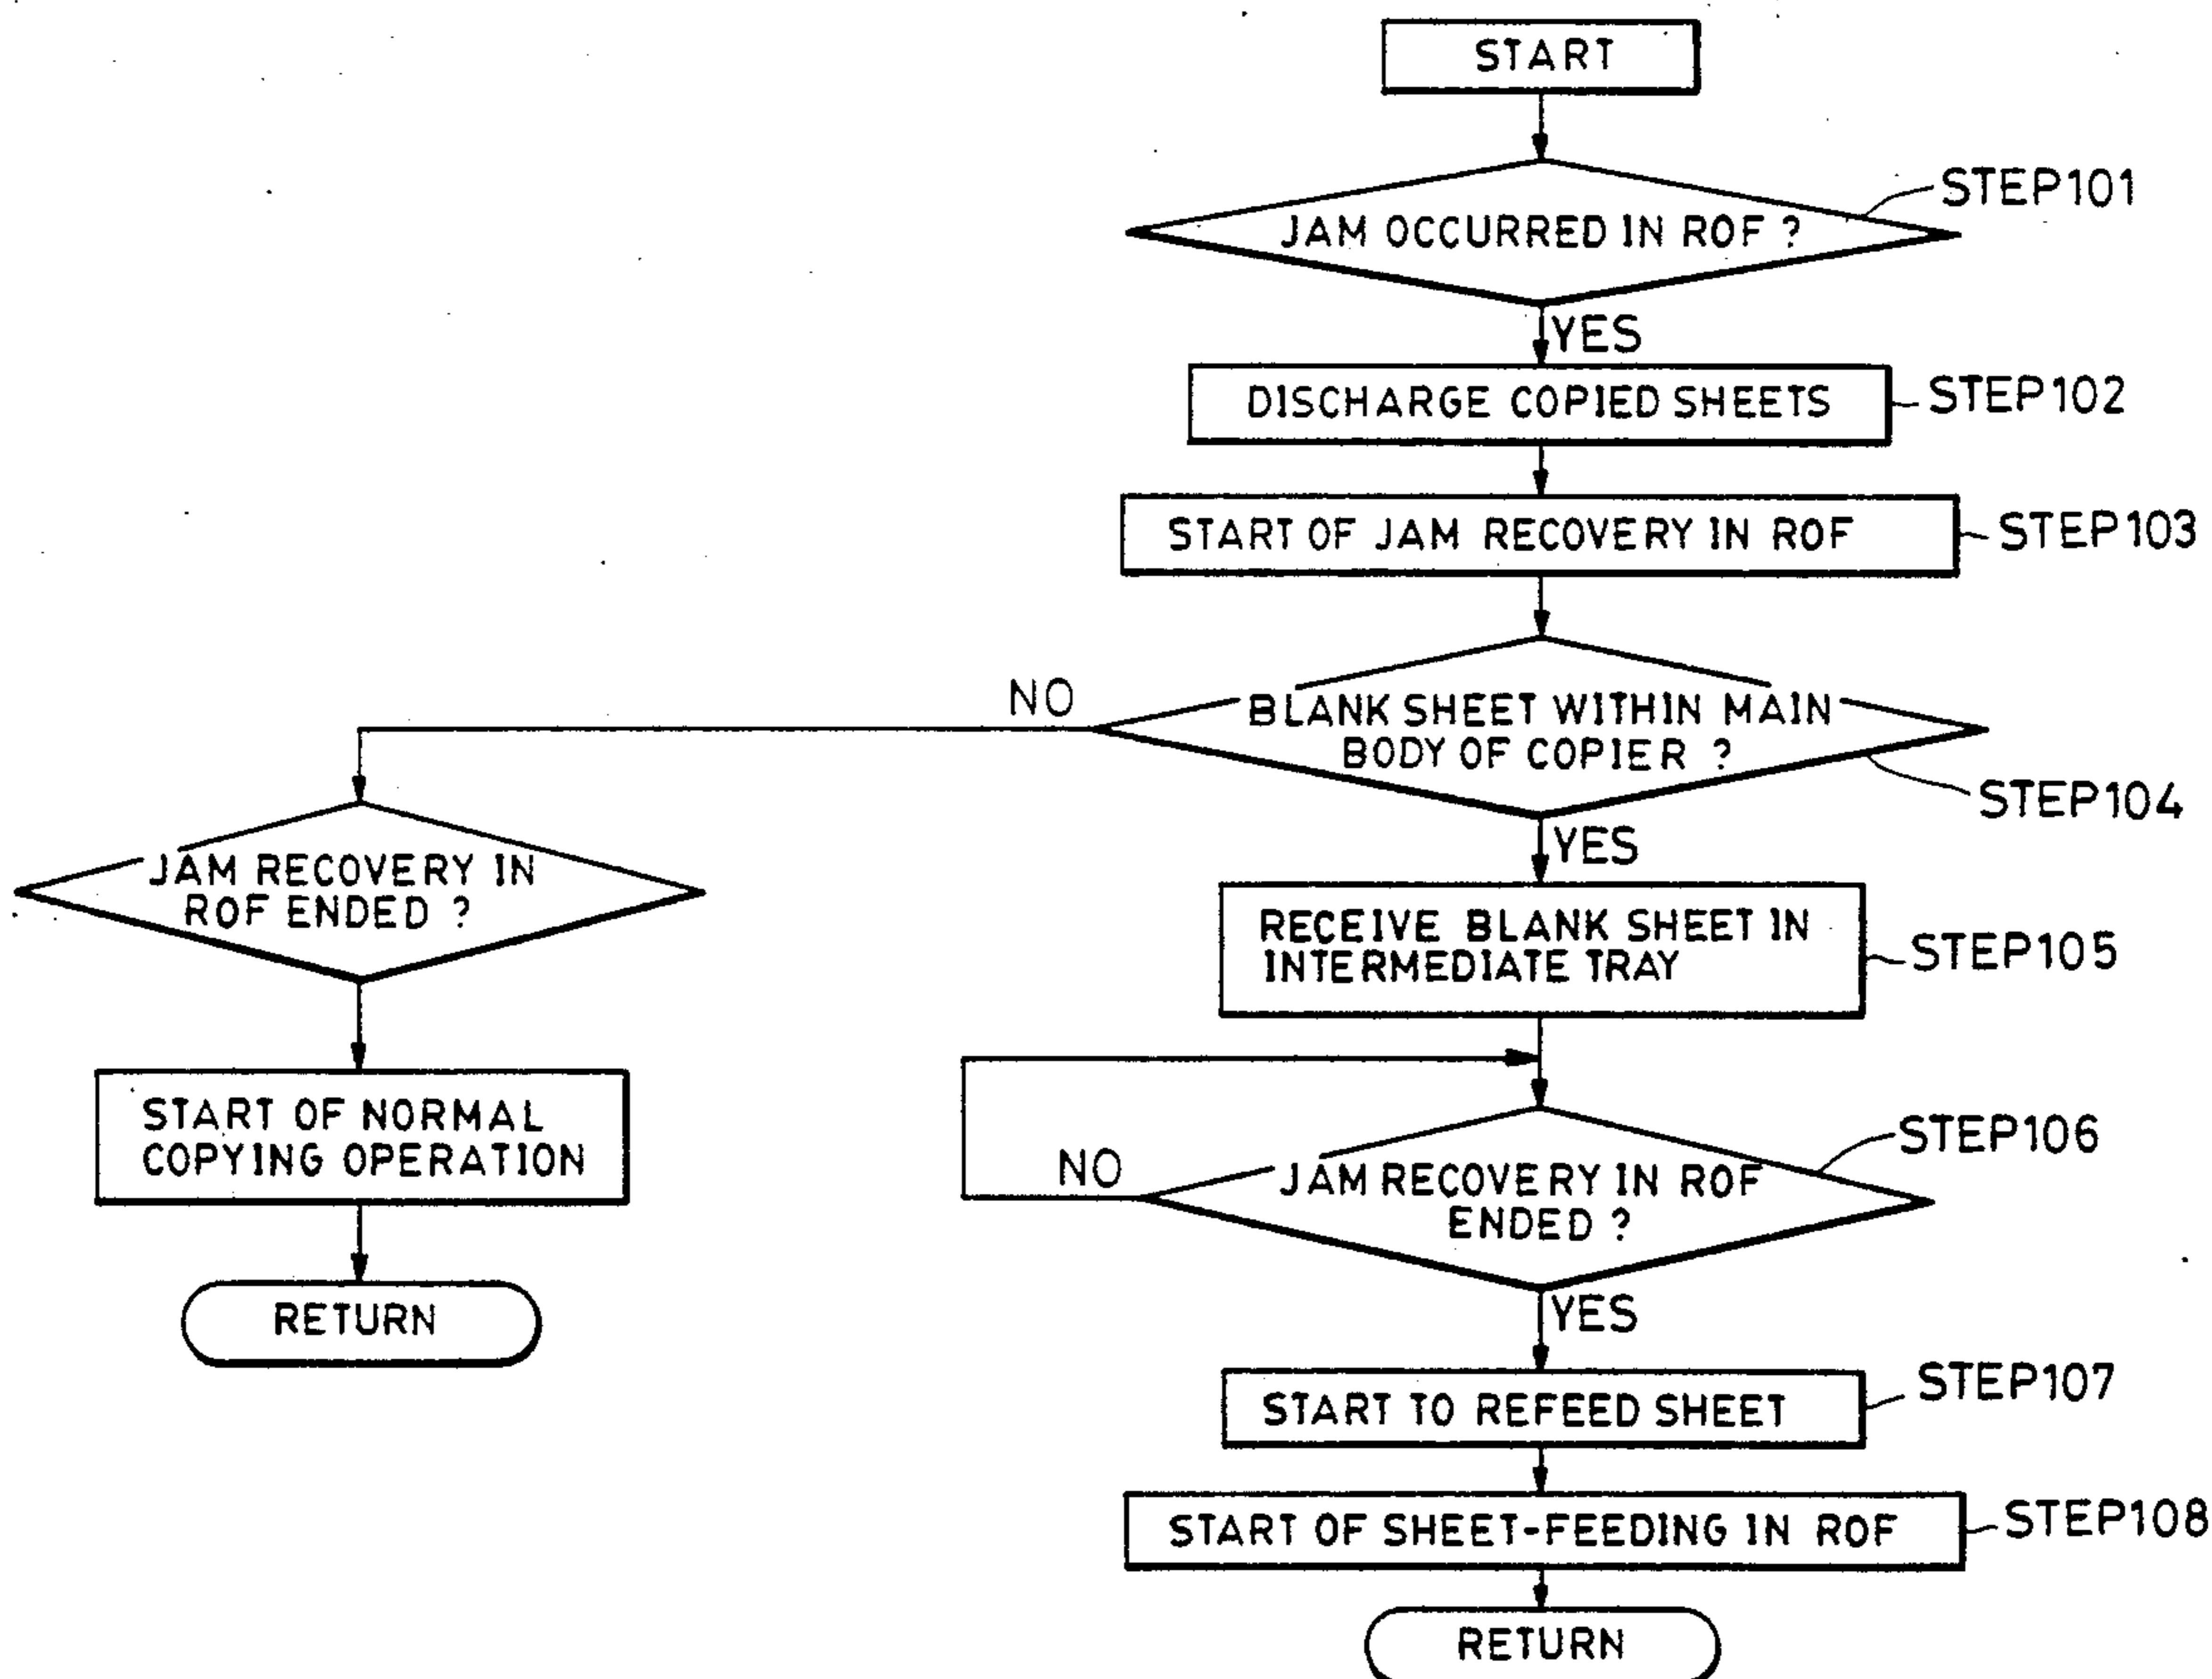 START
JAM OCCURRED IN ROF ?
STEP101
YES
DISCHARGE COPIED SHEETS
STEP102
START OF JAM RECOVERY IN ROF
STEP103
NO
BLANK SHEET WITHIN MAIN
BODY OF COPIER ?
STEP104
YES
JAM RECOVERY IN
ROF ENDED ?
START OF NORMAL
COPYING OPERATION
RETURN
RECEIVE BLANK SHEET IN
INTERMEDIATE TRAY
STEP105
NO
JAM RECOVERY IN ROF
ENDED ?
STEP106
YES
START TO REFEED SHEET
STEP107
START OF SHEET-FEEDING IN ROF
STEP108
RETURN